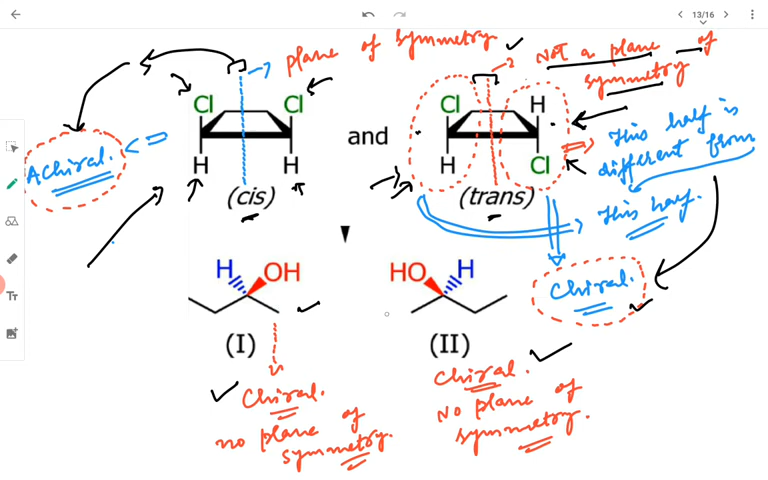 13/16
plane of symmetry
Not a plane of
symmetry
Cl
Cl
Cl
H
AChiral.
and
This half is
different from
H
H
H
Cl
(cis)
(trans)
This half.
H
OH
HO
H
Chiral.
(I)
(II)
Chiral.
no plane of
symmetry.
Chiral.
No plane of
symmetry.
Tт